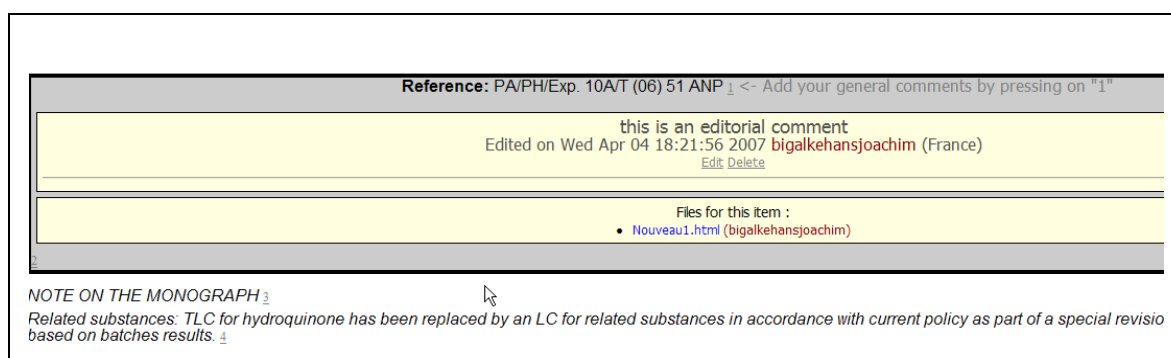 Reference: PA/PH/Exp. 10A/T (06) 51 ANP 1 <- Add your general comments by pressing on "1"
this is an editorial comment
Edited on Wed Apr 04 18:21:56 2007 bigalkehansjoachim (France)
Edit Delete
Files for this item :
• Nouveau1.html (bigalkehansjoachim)
2
NOTE ON THE MONOGRAPH 3
Related substances: TLC for hydroquinone has been replaced by an LC for related substances in accordance with current policy as part of a special revisio
based on batches results. 4